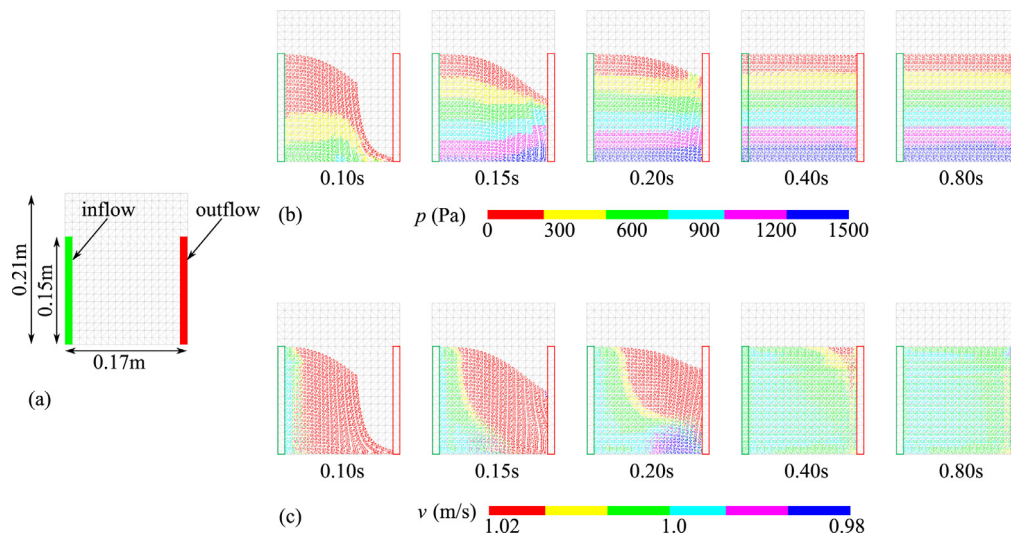 0.10s 0.15s 0.20s 0.40s 0.80s
(b) p (Pa)
0 300 600 900 1200 1500
inflow outflow
0.21m
0.15m
0.17m
(a)
0.10s 0.15s 0.20s 0.40s 0.80s
(c) v (m/s)
1.02 1.0 0.98